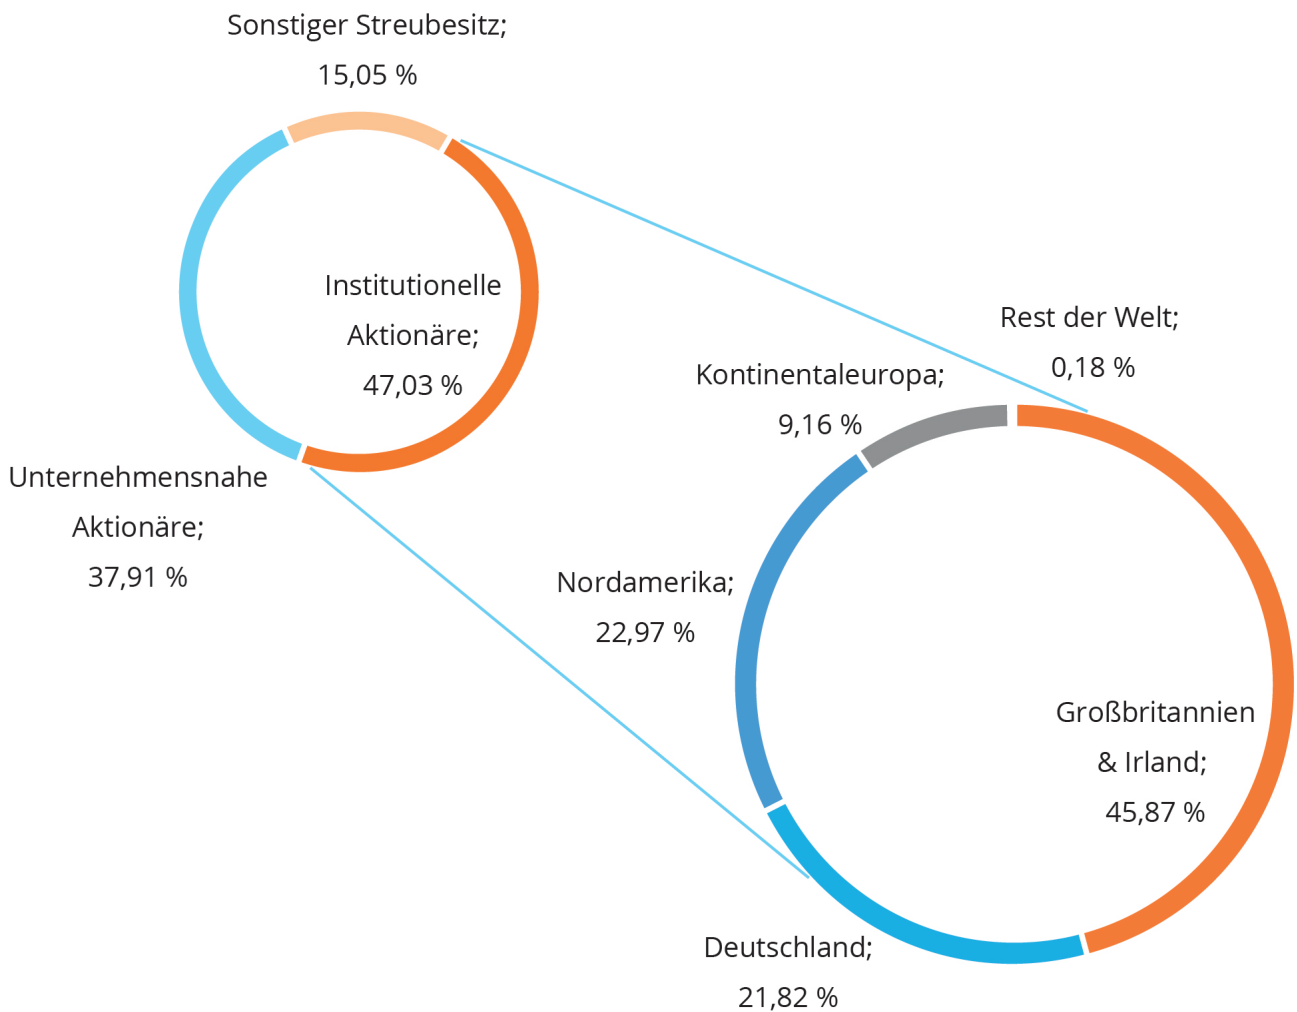 Sonstiger Streubesitz;
15,05 %
Institutionelle
Aktionäre;
47,03 %
Unternehmensnahe
Aktionäre;
37,91 %
Rest der Welt;
0,18 %
Kontinentaleuropa;
9,16 %
Nordamerika;
22,97 %
Großbritannien
& Irland;
45,87 %
Deutschland;
21,82 %